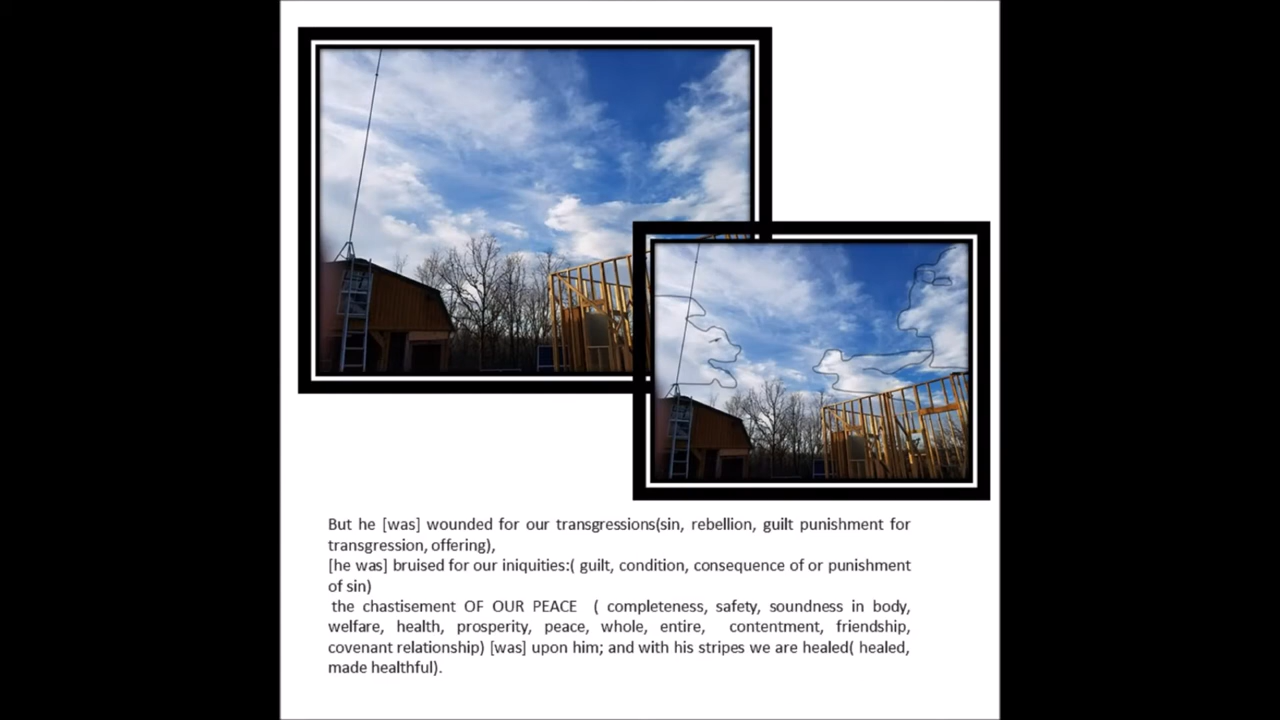 But he [was] wounded for our transgressions(sin, rebellion, guilt punishment for
transgression, offering),
[he was] bruised for our iniquities:( guilt, condition, consequence of or punishment
of sin)
the chastisement OF OUR PEACE ( completeness, safety, soundness in body,
welfare, health, prosperity, peace, whole, entire, contentment, friendship,
covenant relationship) [was] upon him; and with his stripes we are healed( healed,
made healthful).